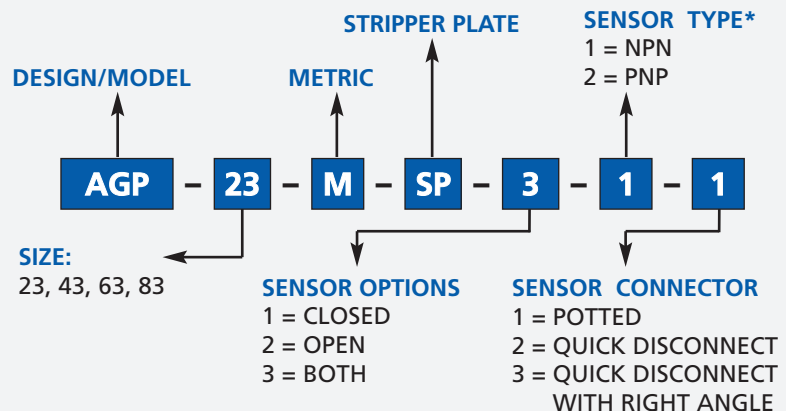 STRIPPER PLATE
SENSOR TYPE*
1 = NPN
2 = PNP
DESIGN/MODEL
METRIC
AGP - 23 - M - SP - 3 - 1 - 1
SIZE:
23, 43, 63, 83
SENSOR OPTIONS
1 = CLOSED
2 = OPEN
3 = BOTH
SENSOR CONNECTOR
1 = POTTED
2 = QUICK DISCONNECT
3 = QUICK DISCONNECT
WITH RIGHT ANGLE